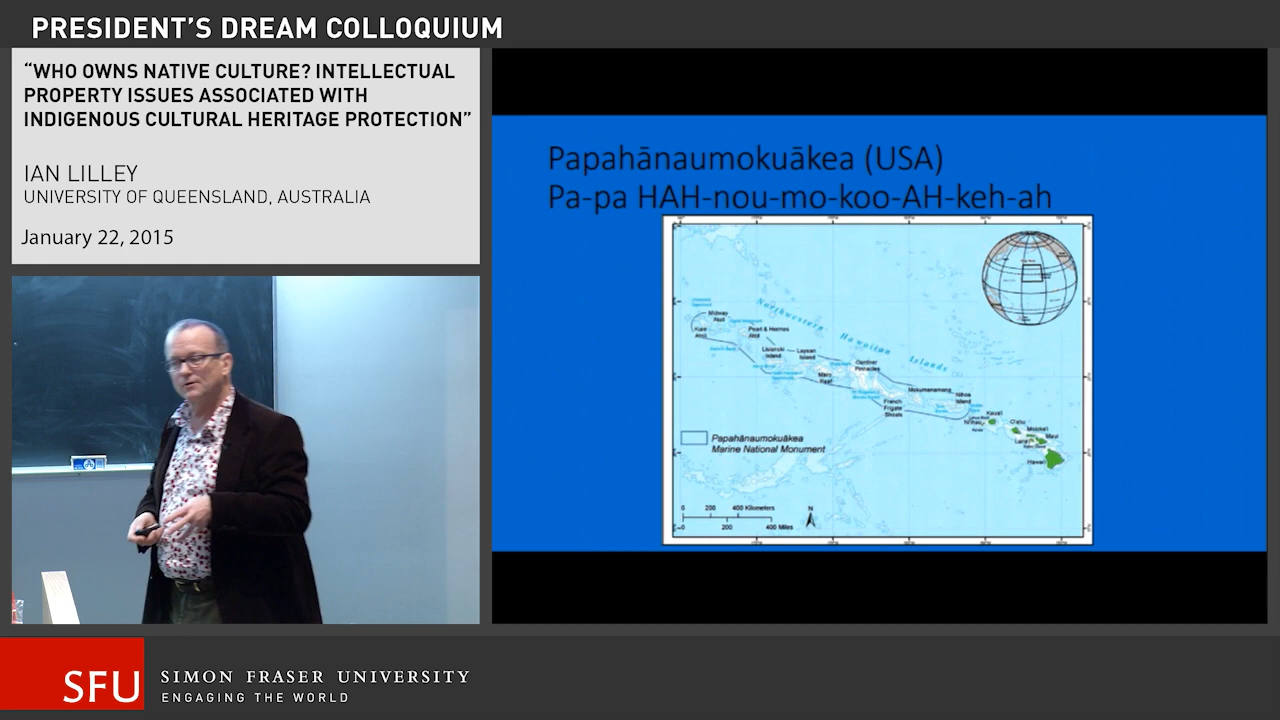 PRESIDENT’S DREAM COLLOQUIUM
“WHO OWNS NATIVE CULTURE? INTELLECTUAL
PROPERTY ISSUES ASSOCIATED WITH
INDIGENOUS CULTURAL HERITAGE PROTECTION”
IAN LILLEY
UNIVERSITY OF QUEENSLAND, AUSTRALIA
January 22, 2015
Papahānaumokuākea (USA)
Pa-pa HAH-nou-mo-koo-AH-keh-ah
Northwestern Hawaiian Islands
Midway
Atoll
Kure
Atoll
Pearl & Hermes
Atoll
Lisianski
Island
Laysan
Island
Maro
Reef
Gardner
Pinnacles
French
Frigate
Shoals
Mokumanamana
Nihoa
Island
Kaua'i
Ni'ihau
O'ahu
Moloka'i
Maui
Lana'i
Hawai'i
Papahānaumokuākea
Marine National Monument
0 200 400 Kilometers
0 200 400 Miles
N
SFU
SIMON FRASER UNIVERSITY
ENGAGING THE WORLD